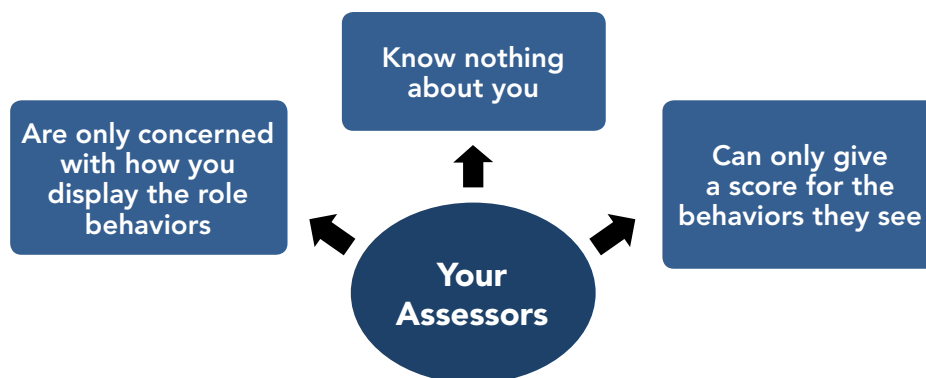 Know nothing
about you
Are only concerned
with how you
display the role
behaviors
Can only give
a score for the
behaviors they see
Your
Assessors